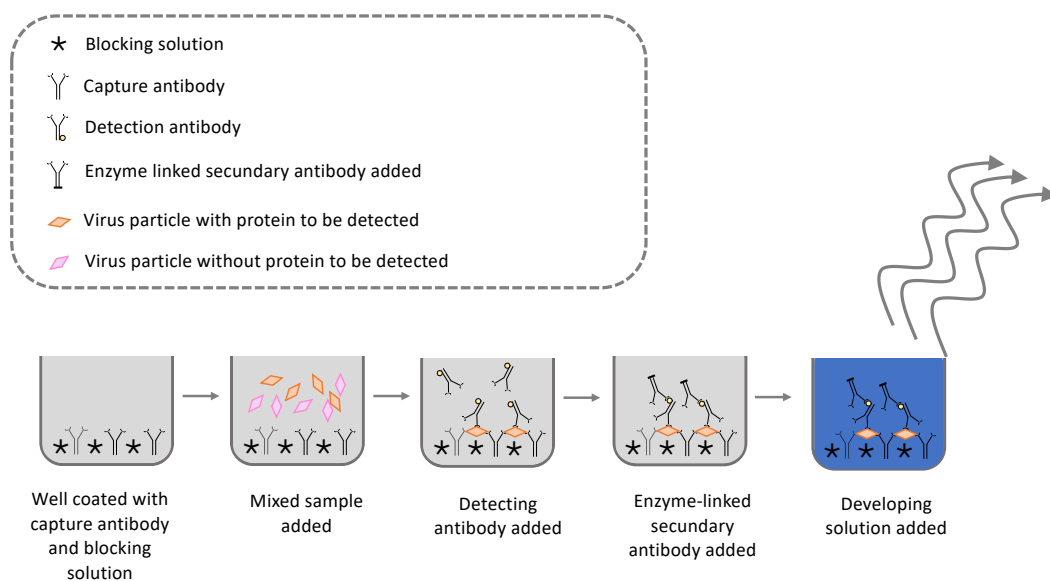 Blocking solution
Capture antibody
Detection antibody
Enzyme linked secundary antibody added
Virus particle with protein to be detected
Virus particle without protein to be detected
Well coated with
capture antibody
and blocking
solution
Mixed sample
added
Detecting
antibody added
Enzyme-linked
secundary
antibody added
Developing
solution added